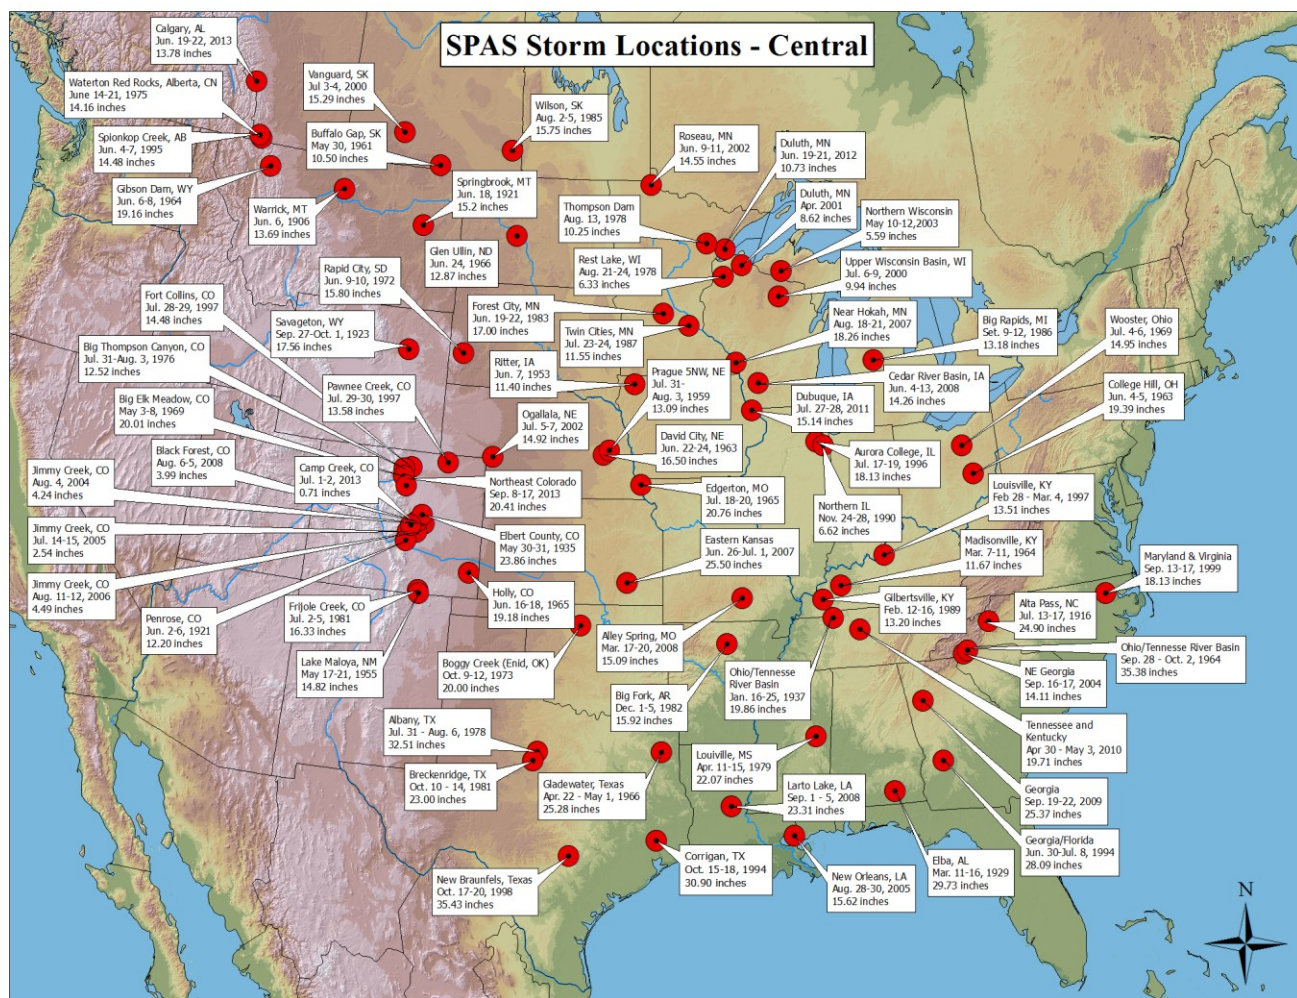 SPAS Storm Locations - Central
Calgary, AL
Jun. 19-22, 2013
13.78 inches
Waterton Red Rocks, Alberta, CN
June 14-21, 1975
14.16 inches
Spionkop Creek, AB
Jun. 4-7, 1995
14.48 inches
Gibson Dam, WY
Jun. 6-8, 1964
19.16 inches
Vanguard, SK
Jul 3-4, 2000
15.29 inches
Buffalo Gap, SK
May 30, 1961
10.50 inches
Warrick, MT
Jun. 6, 1906
13.69 inches
Wilson, SK
Aug. 2-5, 1985
15.75 inches
Springbrook, MT
Jun. 18, 1921
15.2 inches
Glen Ullin, ND
Jun. 24, 1966
12.87 inches
Roseau, MN
Jun. 9-11, 2002
14.55 inches
Duluth, MN
Jun. 19-21, 2012
10.73 inches
Duluth, MN
Apr. 2001
8.62 inches
Thompson Dam
Aug. 13, 1978
10.25 inches
Northern Wisconsin
May 10-12,2003
5.59 inches
Rest Lake, WI
Aug. 21-24, 1978
6.33 inches
Upper Wisconsin Basin, WI
Jul. 6-9, 2000
9.94 inches
Rapid City, SD
Jun. 9-10, 1972
15.80 inches
Fort Collins, CO
Jul. 28-29, 1997
14.48 inches
Savageton, WY
Sep. 27-Oct. 1, 1923
17.56 inches
Big Thompson Canyon, CO
Jul. 31-Aug. 3, 1976
12.52 inches
Pawnee Creek, CO
Jul. 29-30, 1997
13.58 inches
Big Elk Meadow, CO
May 3-8, 1969
20.01 inches
Forest City, MN
Jun. 19-22, 1983
17.00 inches
Twin Cities, MN
Jul. 23-24, 1987
11.55 inches
Near Hokah, MN
Aug. 18-21, 2007
18.26 inches
Big Rapids, MI
Set. 9-12, 1986
13.18 inches
Wooster, Ohio
Jul. 4-6, 1969
14.95 inches
Ritter, IA
Jun. 7, 1953
11.40 inches
Prague 5NW, NE
Jul. 31-
Aug. 3, 1959
13.09 inches
Cedar River Basin, IA
Jun. 4-13, 2008
14.26 inches
College Hill, OH
Jun. 4-5, 1963
19.39 inches
Dubuque, IA
Jul. 27-28, 2011
15.14 inches
Ogallala, NE
Jul. 5-7, 2002
14.92 inches
David City, NE
Jun. 22-24, 1963
16.50 inches
Aurora College, IL
Jul. 17-19, 1996
18.13 inches
Black Forest, CO
Aug. 6-5, 2008
3.99 inches
Camp Creek, CO
Jul. 1-2, 2013
0.71 inches
Jimmy Creek, CO
Aug. 4, 2004
4.24 inches
Northeast Colorado
Sep. 8-17, 2013
20.41 inches
Edgerton, MO
Jul. 18-20, 1965
20.76 inches
Northern IL
Nov. 24-28, 1990
6.62 inches
Louisville, KY
Feb 28 - Mar. 4, 1997
13.51 inches
Jimmy Creek, CO
Jul. 14-15, 2005
2.54 inches
Elbert County, CO
May 30-31, 1935
23.86 inches
Eastern Kansas
Jun. 26-Jul. 1, 2007
25.50 inches
Madisonville, KY
Mar. 7-11, 1964
11.67 inches
Maryland & Virginia
Sep. 13-17, 1999
18.13 inches
Jimmy Creek, CO
Aug. 11-12, 2006
4.49 inches
Penrose, CO
Jun. 2-6, 1921
12.20 inches
Frijole Creek, CO
Jul. 2-5, 1981
16.33 inches
Holly, CO
Jun. 16-18, 1965
19.18 inches
Gilbertsville, KY
Feb. 12-16, 1989
13.20 inches
Alta Pass, NC
Jul. 13-17, 1916
24.90 inches
Lake Maloya, NM
May 17-21, 1955
14.82 inches
Boggy Creek (Enid, OK)
Oct. 9-12, 1973
20.00 inches
Alley Spring, MO
Mar. 17-20, 2008
15.09 inches
Big Fork, AR
Dec. 1-5, 1982
15.92 inches
Ohio/Tennesse
River Basin
Jan. 16-25, 1937
19.86 inches
Ohio/Tennesse River Basin
Sep. 28 - Oct. 2, 1964
35.38 inches
NE Georgia
Sep. 16-17, 2004
14.11 inches
Tennessee and
Kentucky
Apr 30 - May 3, 2010
19.71 inches
Albany, TX
Jul. 31 - Aug. 6, 1978
32.51 inches
Breckenridge, TX
Oct. 10 - 14, 1981
23.00 inches
Gladewater, Texas
Apr. 22 - May 1, 1966
25.28 inches
Louiville, MS
Apr. 11-15, 1979
22.07 inches
Larto Lake, LA
Sep. 1 - 5, 2008
23.31 inches
Georgia
Sep. 19-22, 2009
25.37 inches
Georgia/Florida
Jun. 30-Jul. 8, 1994
28.09 inches
New Braunfels, Texas
Oct. 17-20, 1998
35.43 inches
Corrigan, TX
Oct. 15-18, 1994
30.90 inches
New Orleans, LA
Aug. 28-30, 2005
15.62 inches
Elba, AL
Mar. 11-16, 1929
29.73 inches
N